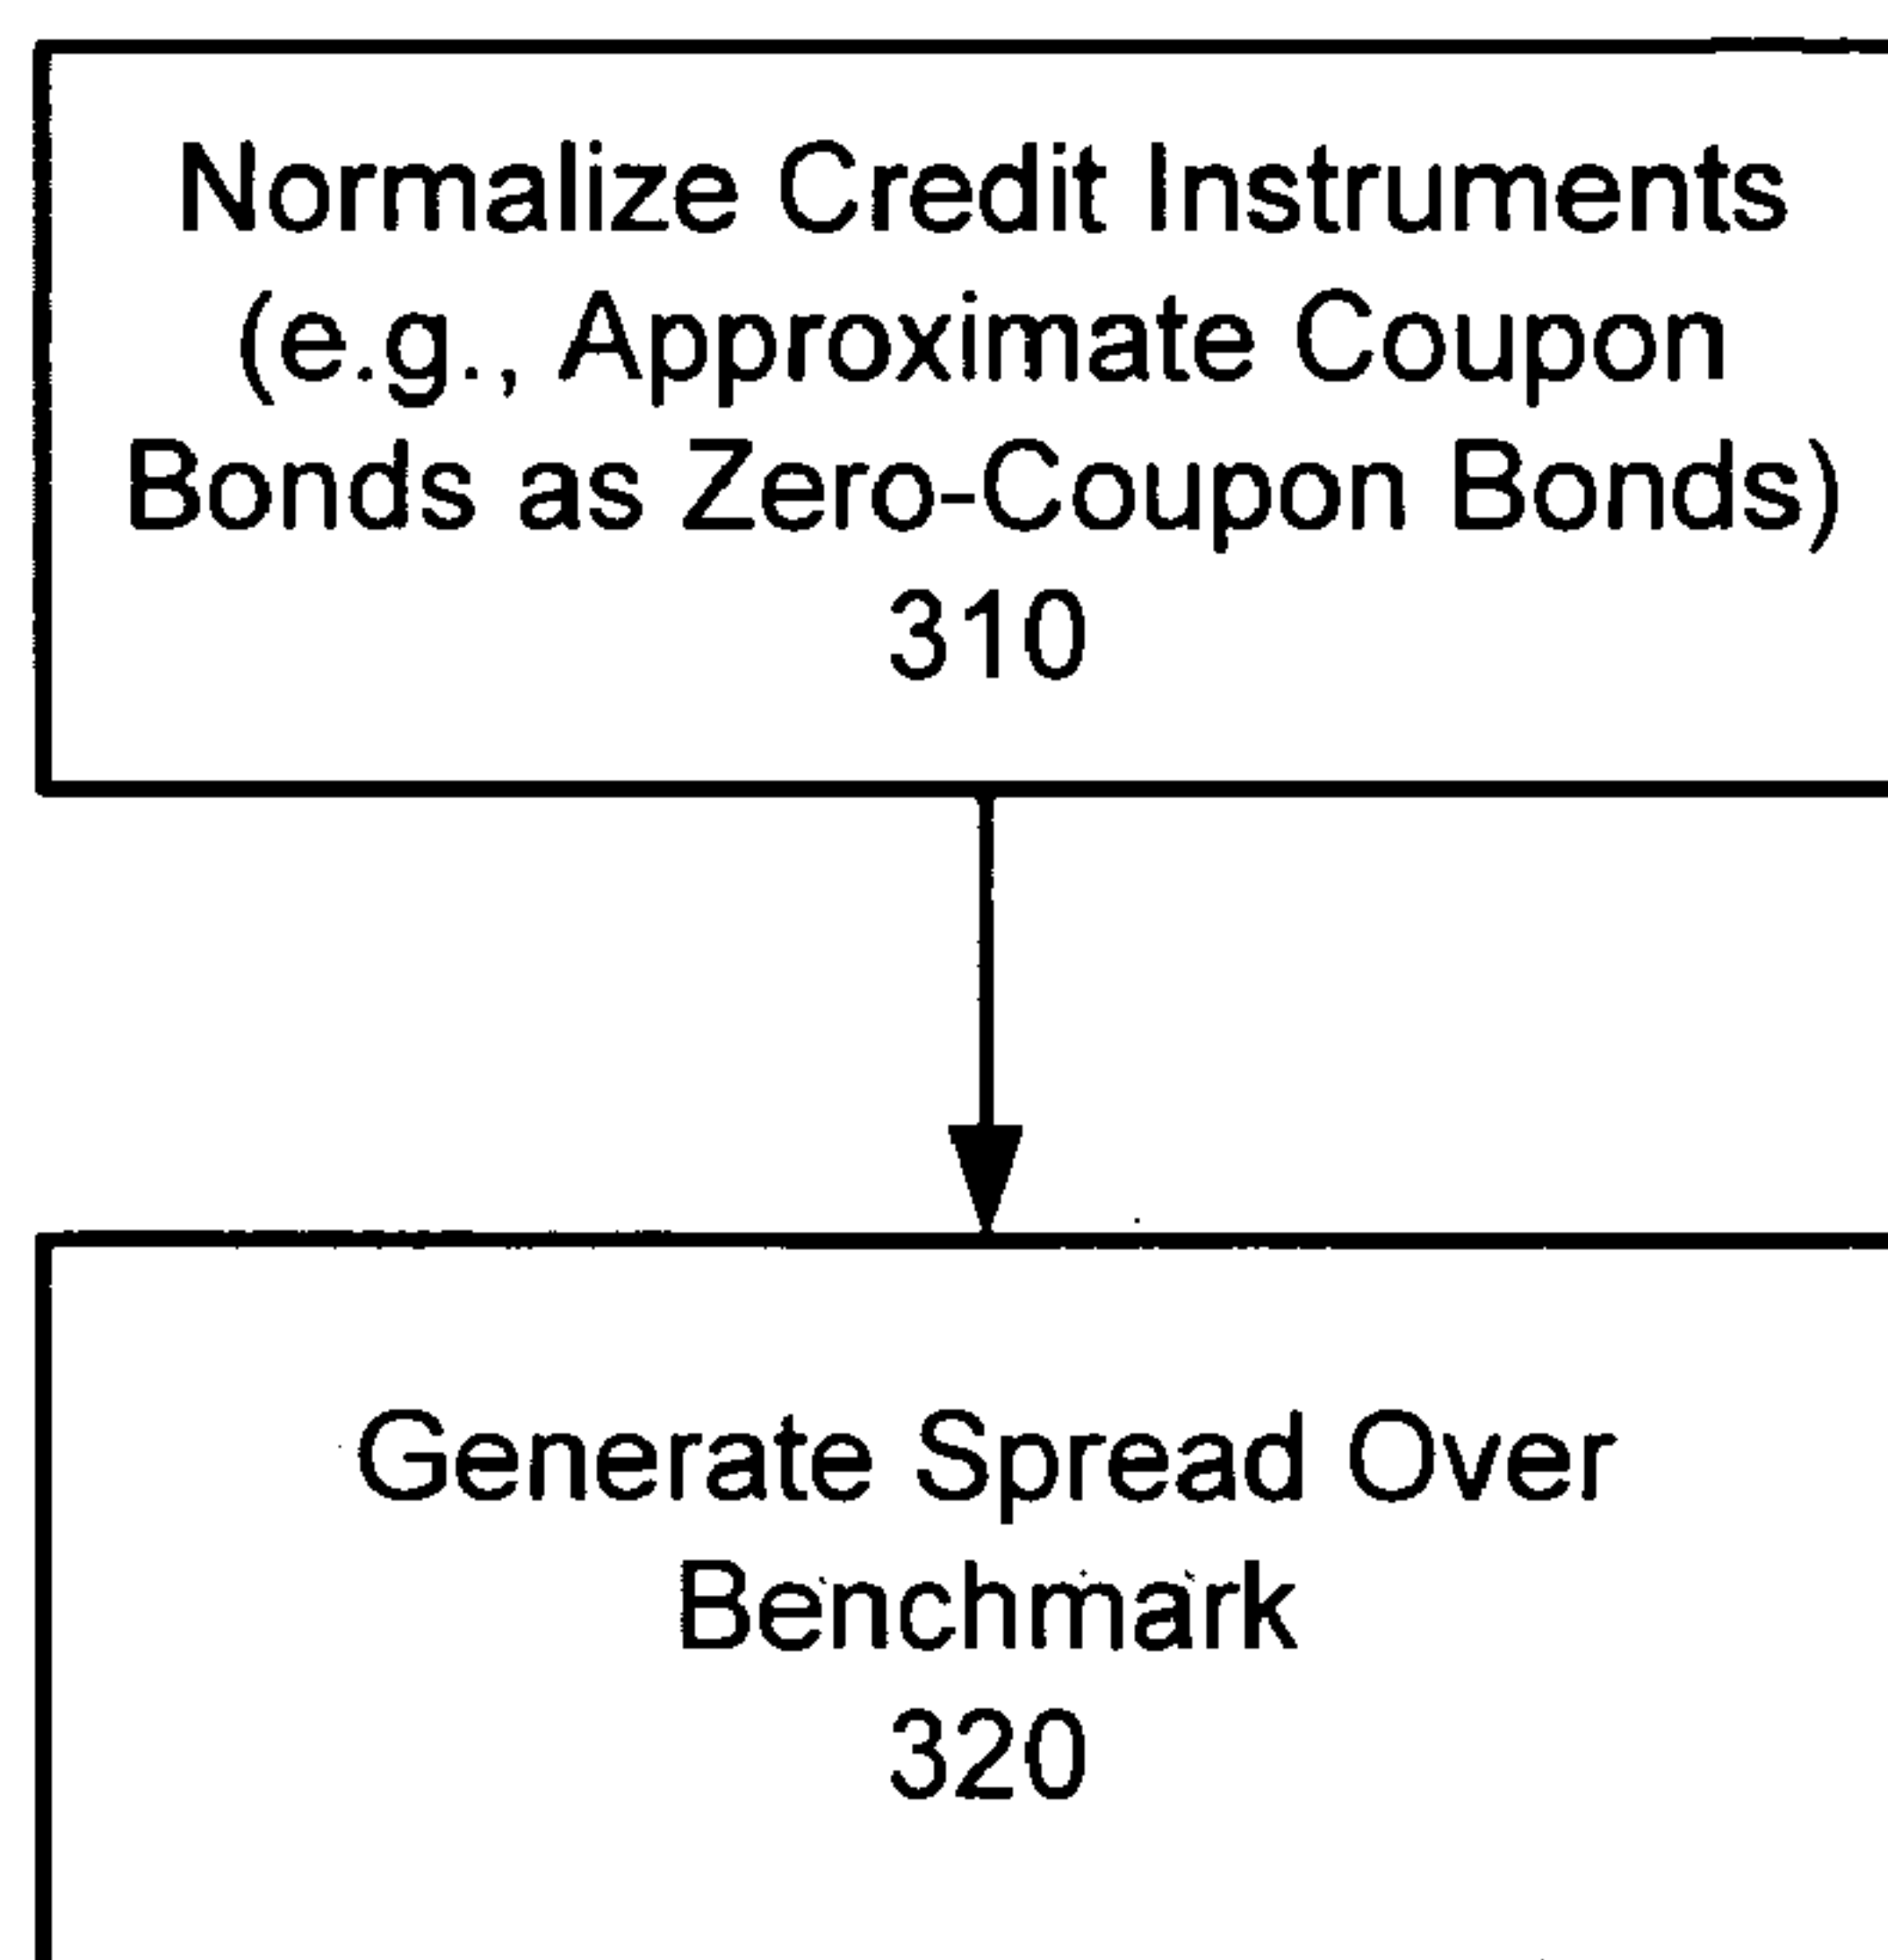 Normalize Credit Instruments
(e.g., Approximate Coupon
Bonds as Zero-Coupon Bonds)
310
Generate Spread Over
Benchmark
320